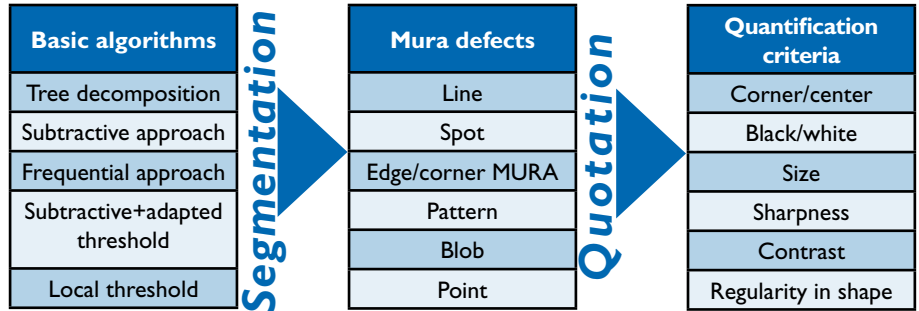 Basic algorithms
Tree decomposition
Subtractive approach
Frequential approach
Subtractive+adapted
threshold
Local threshold
Segmentation
Mura defects
Line
Spot
Edge/corner MURA
Pattern
Blob
Point
Quotation
Quantification
criteria
Corner/center
Black/white
Size
Sharpness
Contrast
Regularity in shape